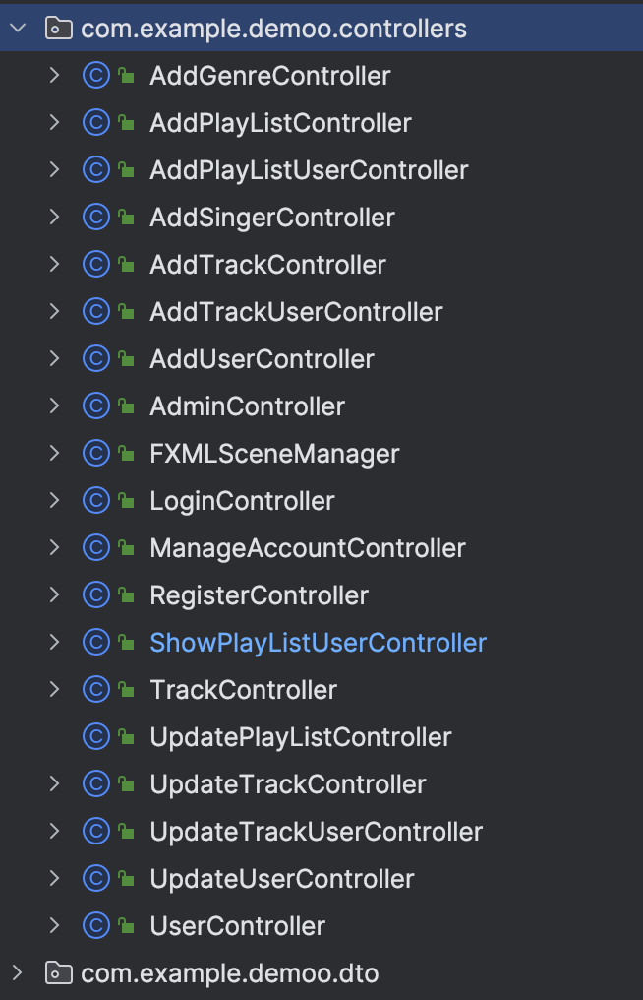 com.example.demoo.controllers
AddGenreController
AddPlayListController
AddPlayListUserController
AddSingerController
AddTrackController
AddTrackUserController
AddUserController
AdminController
FXMLSceneManager
LoginController
ManageAccountController
RegisterController
ShowPlayListUserController
TrackController
UpdatePlayListController
UpdateTrackController
UpdateTrackUserController
UpdateUserController
UserController
com.example.demoo.dto